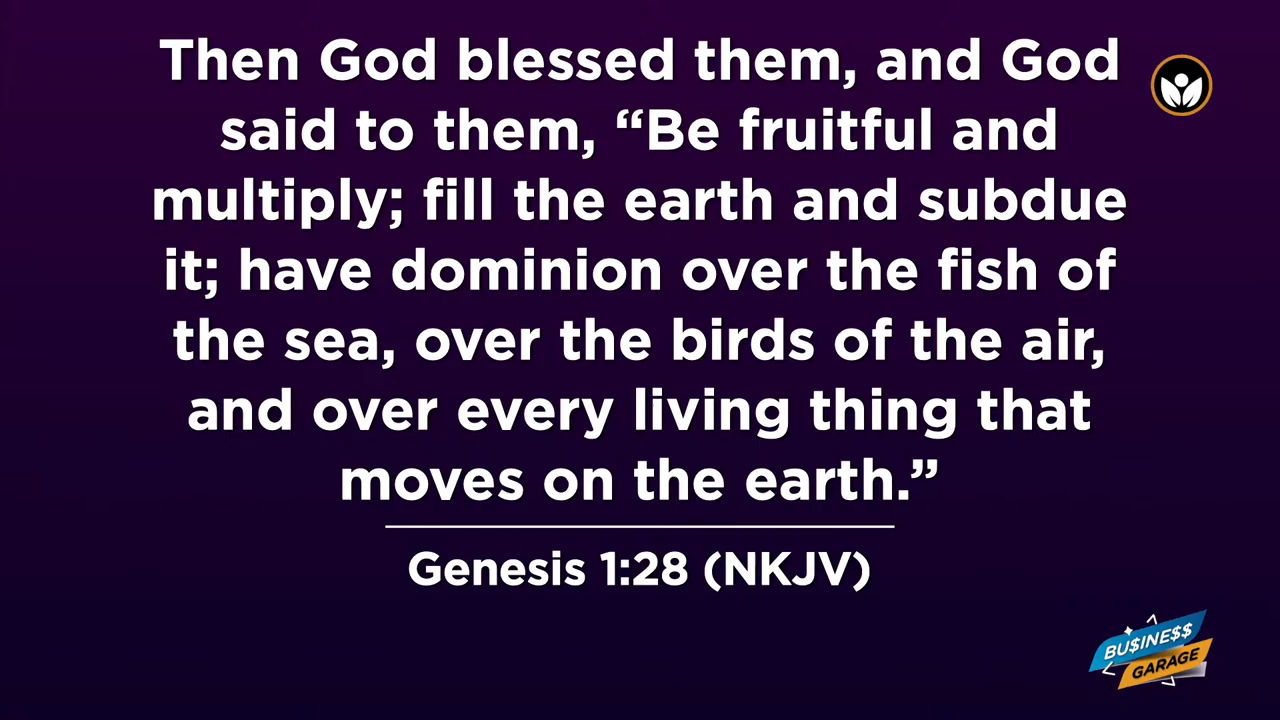 Then God blessed them, and God
said to them, “Be fruitful and
multiply; fill the earth and subdue
it; have dominion over the fish of
the sea, over the birds of the air,
and over every living thing that
moves on the earth.”
Genesis 1:28 (NKJV)
BU$INE$$
GARAGE